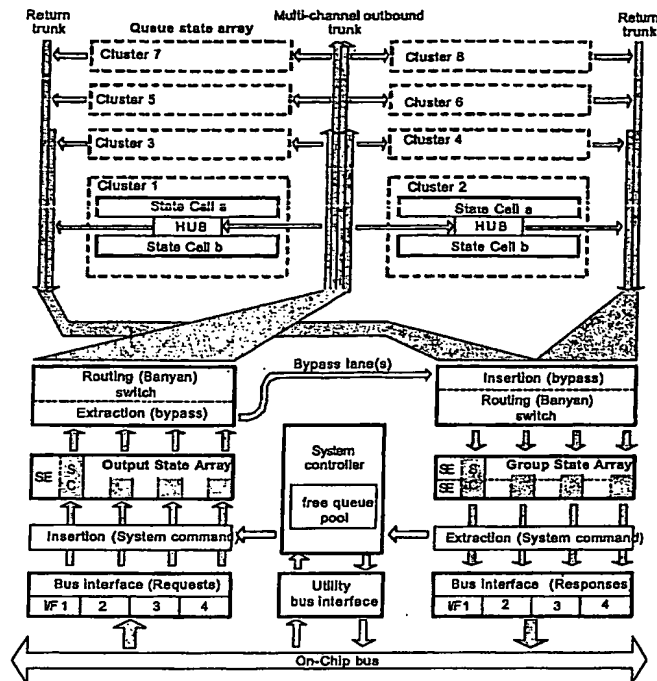 Return trunk
Queue state array
Multi-channel outbound trunk
Return trunk
Cluster 7
Cluster 8
Cluster 5
Cluster 6
Cluster 3
Cluster 4
Cluster 1
State Cell a
HUB
State Cell b
Cluster 2
State Cell a
HUB
State Cell b
Routing (Banyan) switch
Extraction (bypass)
Bypass lane(s)
Insertion (bypass)
Routing (Banyan) switch
SE
SC
Output State Array
System controller
free queue pool
SE
SE
SC
Group State Array
Insertion (System command)
Extraction (System command)
Bus interface (Requests)
I/F1 2 3 4
Utility bus interface
Bus interface (Responses
I/F1 2 3 4
On-Chip bus